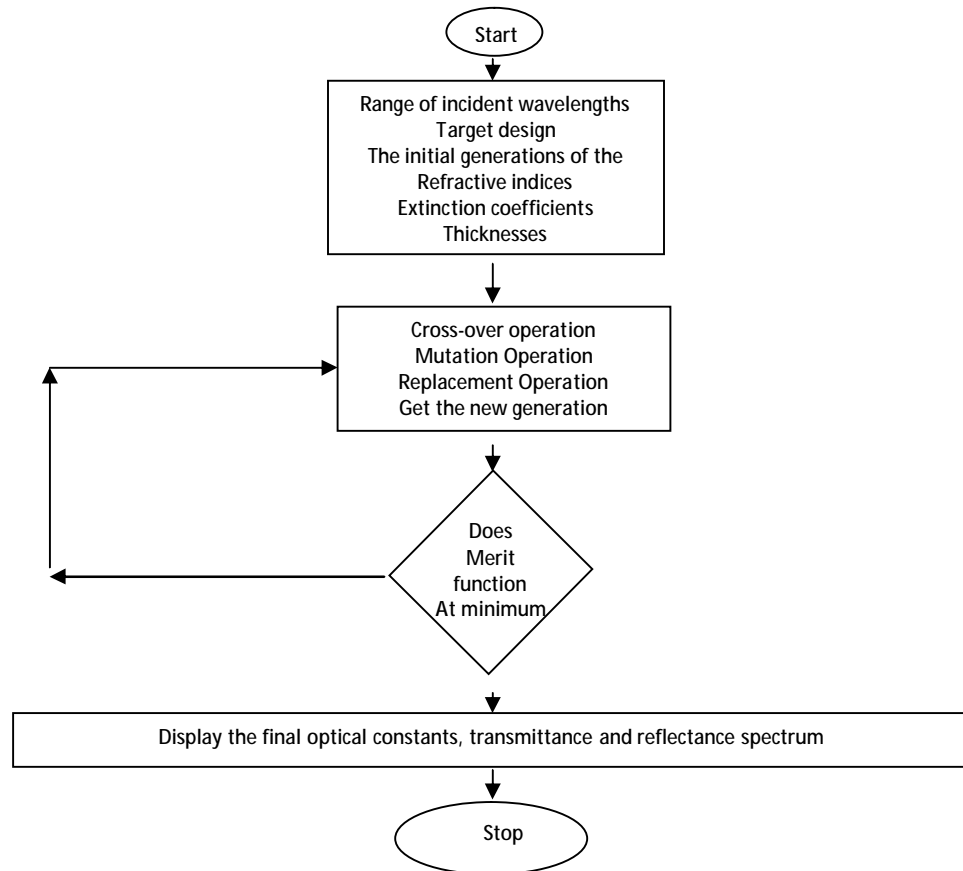 Start
Range of incident wavelengths
Target design
The initial generations of the
Refractive indices
Extinction coefficients
Thicknesses
Cross-over operation
Mutation Operation
Replacement Operation
Get the new generation
Does
Merit
function
At minimum
Display the final optical constants, transmittance and reflectance spectrum
Stop